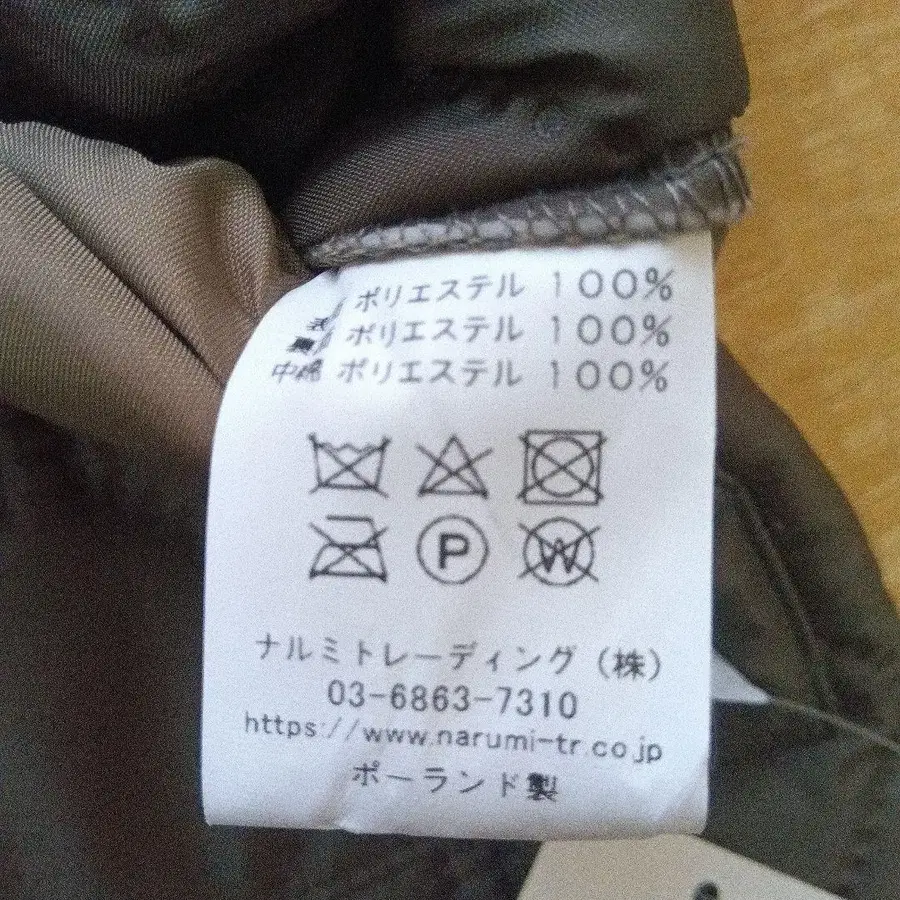 ポリエステル 100%
ポリエステル 100%
中綿 ポリエステル 100%
P
W
ナルミトレーディング(株)
03-6863-7310
https://www.narumi-tr.co.jp
ポーランド製